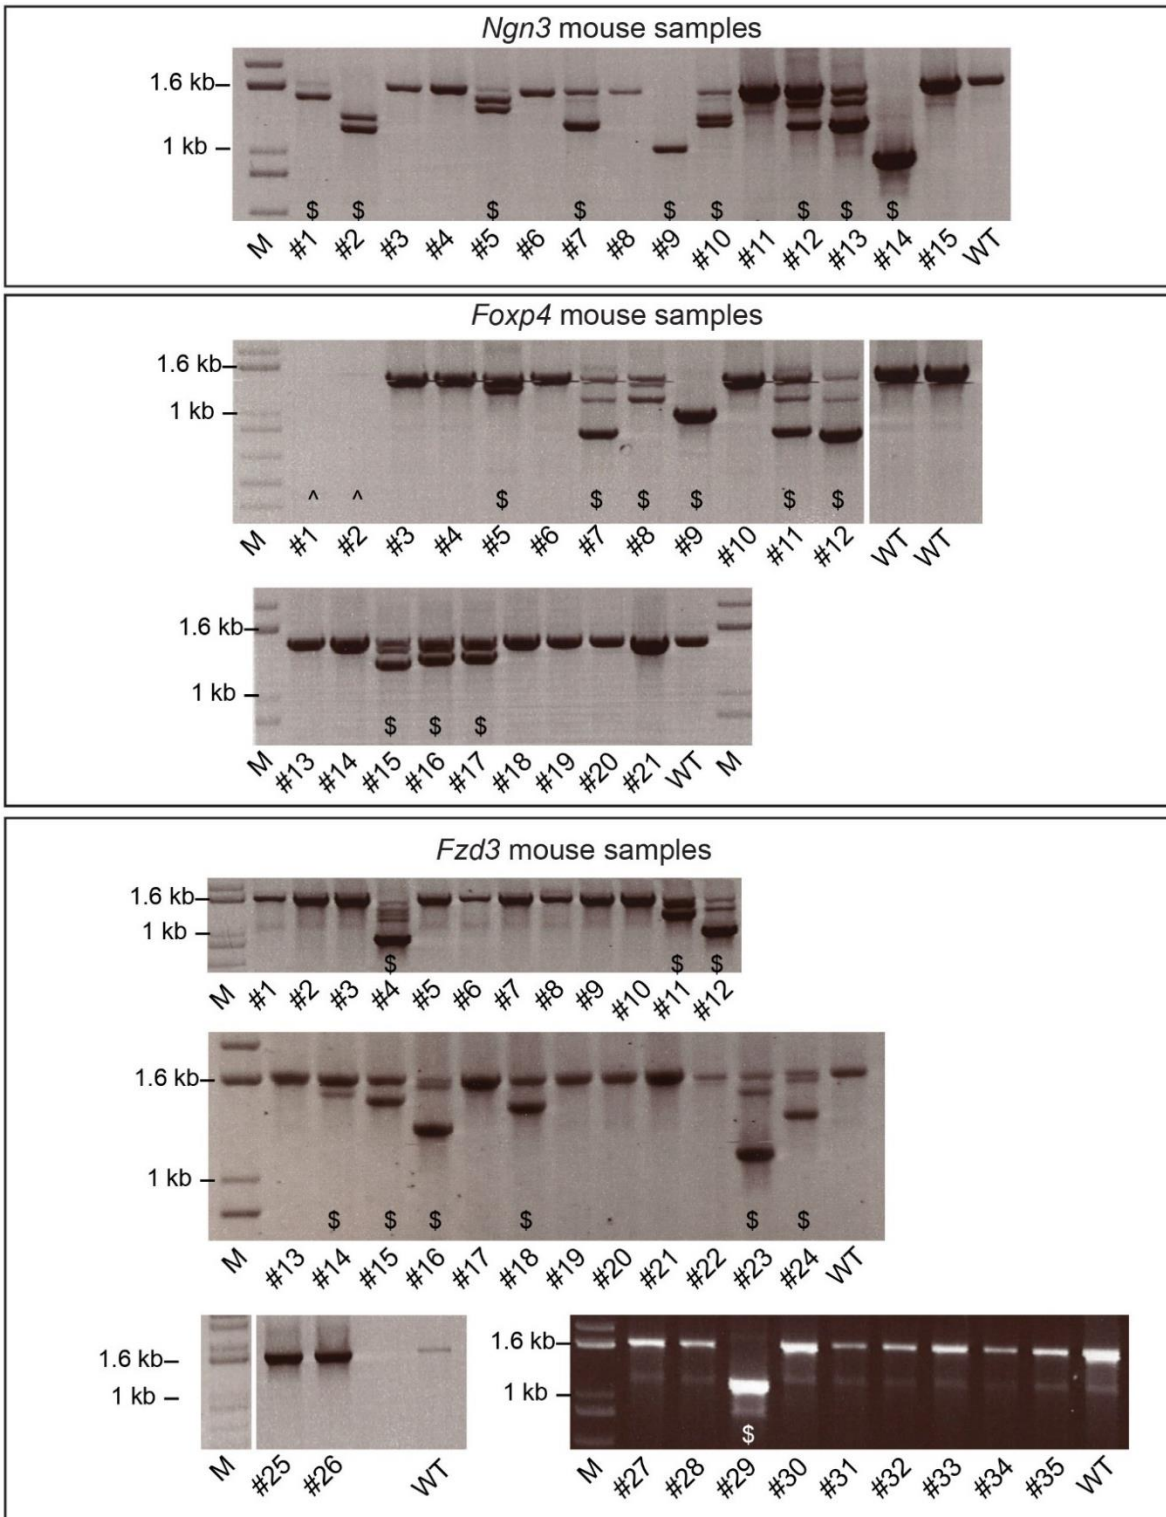 Ngn3 mouse samples
1.6 kb
1 kb
$ $ $ $ $ $ $ $ $
M #1 #2 #3 #4 #5 #6 #7 #8 #9 #10 #11 #12 #13 #14 #15 WT
Foxp4 mouse samples
1.6 kb
1 kb
^ ^ $ $ $ $ $ $
M #1 #2 #3 #4 #5 #6 #7 #8 #9 #10 #11 #12 WT WT
1.6 kb
1 kb
$ $ $
M #13 #14 #15 #16 #17 #18 #19 #20 #21 WT M
Fzd3 mouse samples
1.6 kb
1 kb
$ $ $
M #1 #2 #3 #4 #5 #6 #7 #8 #9 #10 #11 #12
1.6 kb
1 kb
$ $ $ $ $ $
M #13 #14 #15 #16 #17 #18 #19 #20 #21 #22 #23 #24 WT
1.6 kb
1 kb
M #25 #26 WT
1.6 kb
1 kb
$
M #27 #28 #29 #30 #31 #32 #33 #34 #35 WT